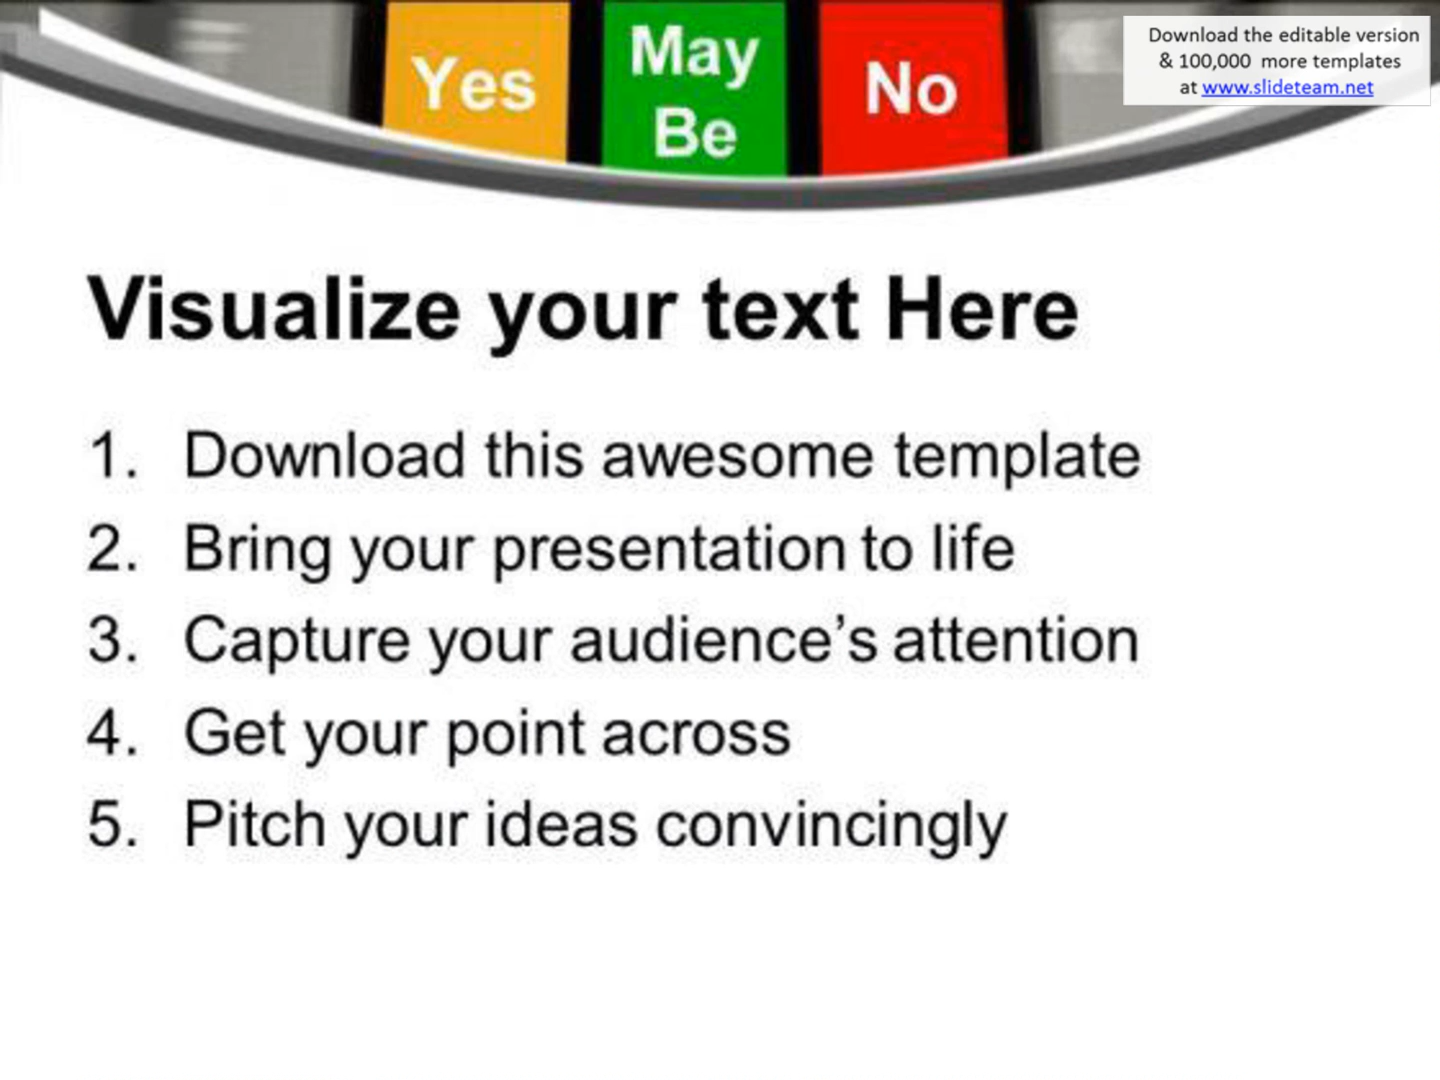 Yes
May
Be
No
Download the editable version
& 100,000 more templates
at www.slideteam.net
Visualize your text Here
1. Download this awesome template
2. Bring your presentation to life
3. Capture your audience’s attention
4. Get your point across
5. Pitch your ideas convincingly